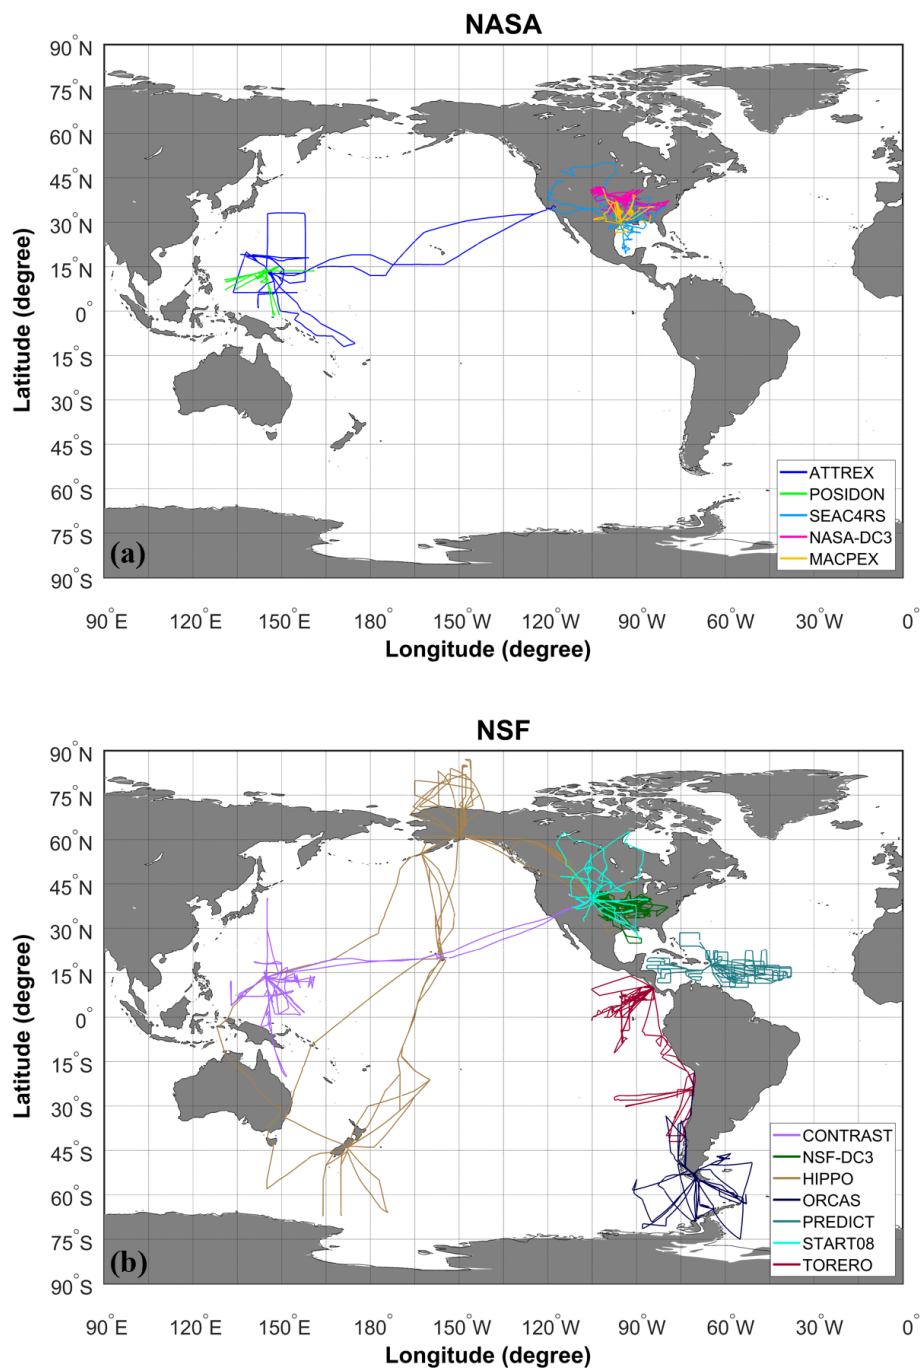 NASA
90°N
75°N
60°N
45°N
30°N
15°N
0°
15°S
30°S
45°S
60°S
75°S
90°S
Latitude (degree)
ATTREX
POSIDON
SEAC4RS
NASA-DC3
MACPEX
(a)
90°E 120°E 150°E 180°W 150°W 120°W 90°W 60°W 30°W 0°
Longitude (degree)
NSF
90°N
75°N
60°N
45°N
30°N
15°N
0°
15°S
30°S
45°S
60°S
75°S
90°S
Latitude (degree)
CONTRAST
NSF-DC3
HIPPO
ORCAS
PREDICT
START08
TORERO
(b)
90°E 120°E 150°E 180°W 150°W 120°W 90°W 60°W 30°W 0°
Longitude (degree)